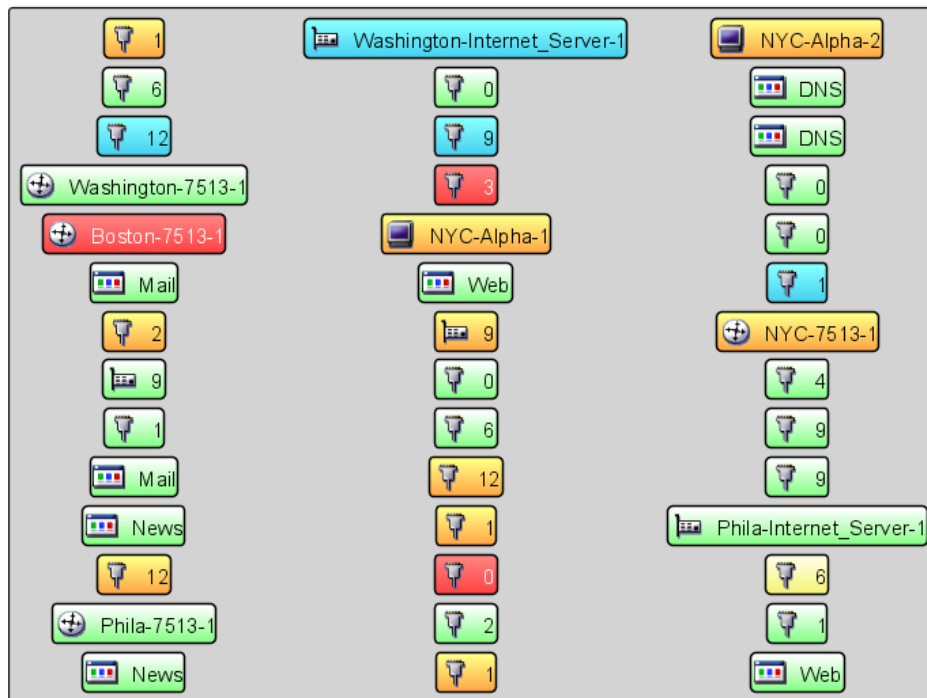 1 Washington-Internet_Server-1 NYC-Alpha-2
6 0 DNS
12 9 DNS
Washington-7513-1 3 0
Boston-7513-1 NYC-Alpha-1 0
Mail Web 1
2 9 NYC-7513-1
9 0 4
1 6 9
Mail 12 9
News 1 Phila-Internet_Server-1
12 0 6
Phila-7513-1 2 1
News 1 Web